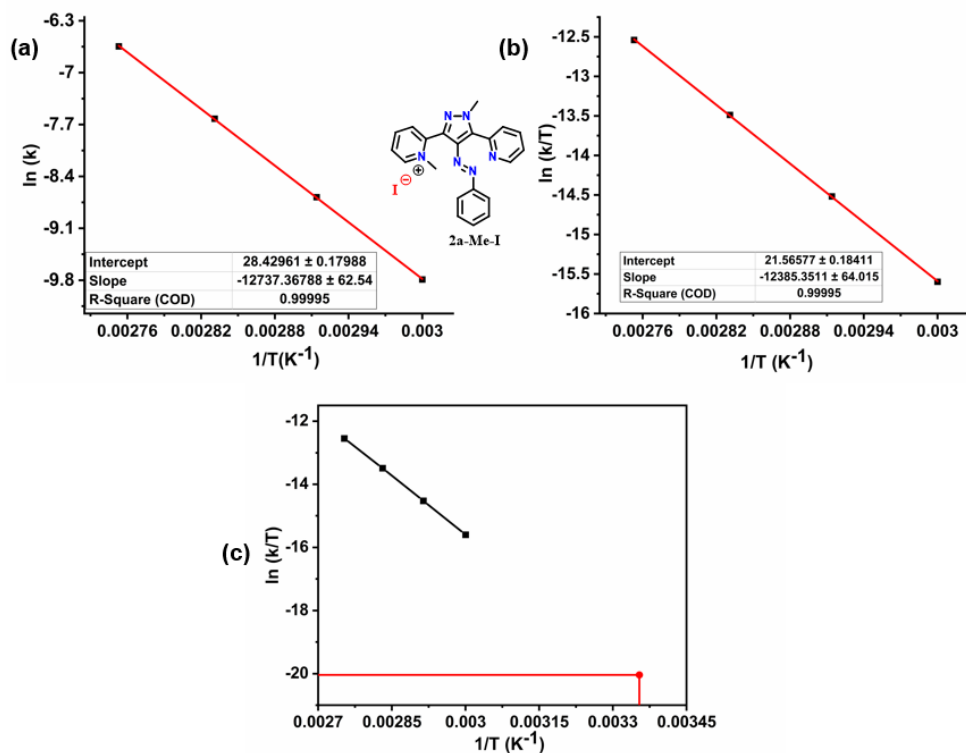 (a)
-6.3
-7
-7.7
-8.4
-9.1
-9.8
ln (k)
Intercept 28.42961 ± 0.17988
Slope -12737.36788 ± 62.54
R-Square (COD) 0.99995
0.00276 0.00282 0.00288 0.00294 0.003
1/T(K⁻¹)
N N
N
N
N
N
I ⊖
⊕
2a-Me-I
(b)
-12.5
-13.5
-14.5
-15.5
-16
ln (k/T)
Intercept 21.56577 ± 0.18411
Slope -12385.3511 ± 64.015
R-Square (COD) 0.99995
0.00276 0.00282 0.00288 0.00294 0.003
1/T (K⁻¹)
(c)
-12
-14
-16
-18
-20
ln (k/T)
0.0027 0.00285 0.003 0.00315 0.0033 0.00345
1/T (K⁻¹)